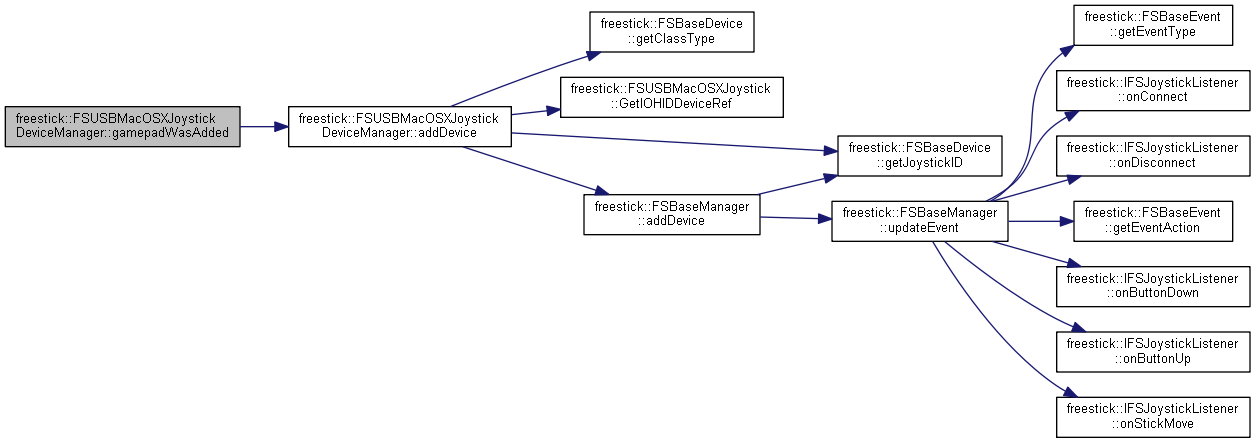 freestick::FSUSBMacOSXJoystick
DeviceManager::gamepadWasAdded
freestick::FSUSBMacOSXJoystick
DeviceManager::addDevice
freestick::FSBaseDevice
::getClassType
freestick::FSUSBMacOSXJoystick
::GetIOHIDDeviceRef
freestick::FSBaseDevice
::getJoystickID
freestick::FSBaseManager
::addDevice
freestick::FSBaseManager
::updateEvent
freestick::FSBaseEvent
::getEventType
freestick::IFSJoystickListener
::onConnect
freestick::IFSJoystickListener
::onDisconnect
freestick::FSBaseEvent
::getEventAction
freestick::IFSJoystickListener
::onButtonDown
freestick::IFSJoystickListener
::onButtonUp
freestick::IFSJoystickListener
::onStickMove